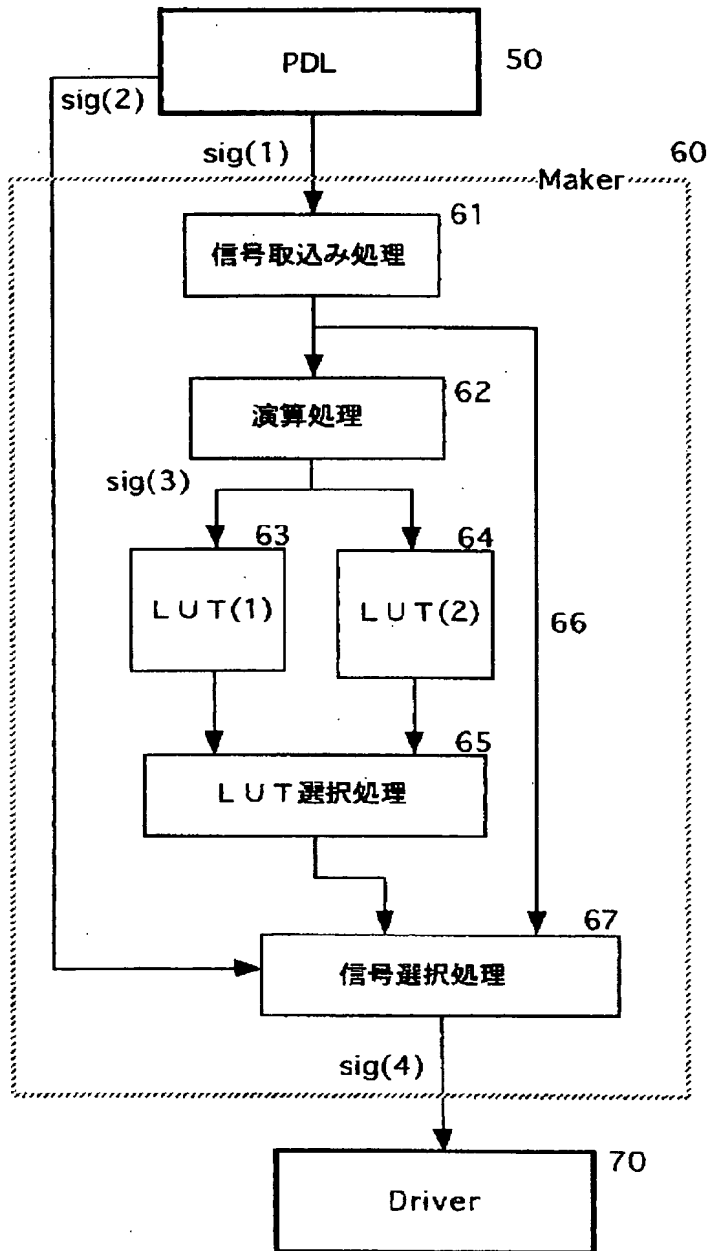 PDL
50
sig(2)
sig(1)
60
Maker
61
信号取込み処理
62
演算処理
sig(3)
63
64
LUT(1)
LUT(2)
66
65
LUT選択処理
67
信号選択処理
sig(4)
70
Driver